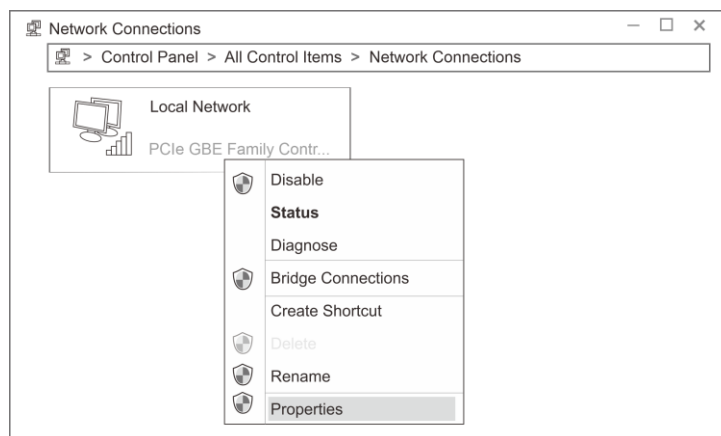 Network Connections
> Control Panel > All Control Items > Network Connections
Local Network
PCIe GBE Family Contr...
Disable
Status
Diagnose
Bridge Connections
Create Shortcut
Delete
Rename
Properties